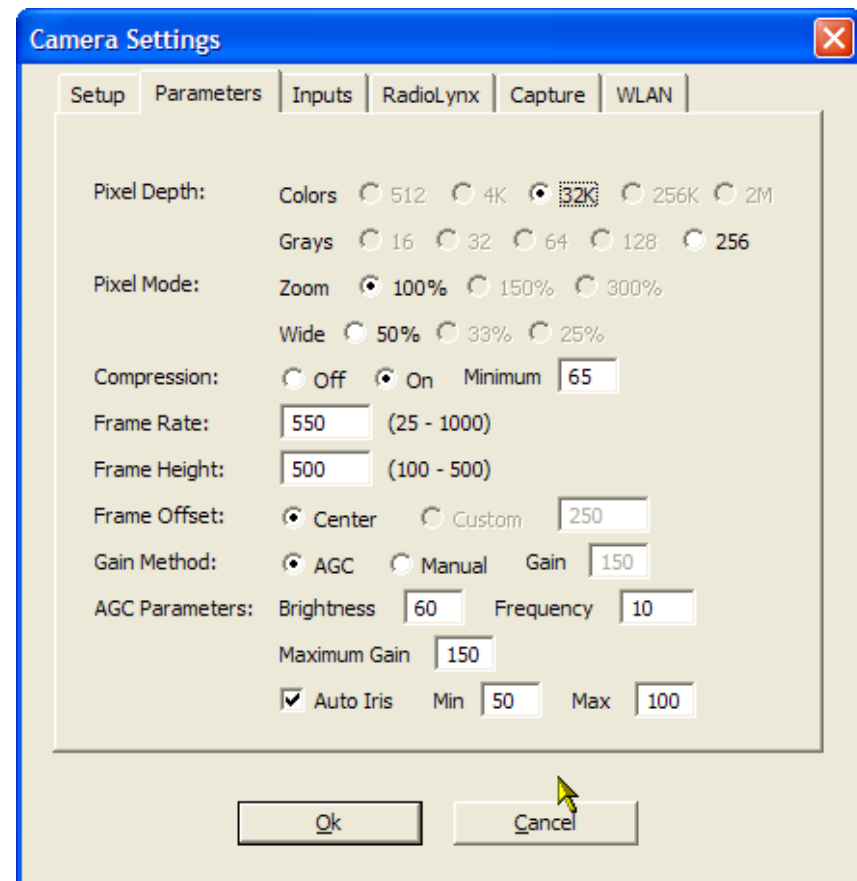 Camera Settings
Setup Parameters Inputs RadioLynx Capture WLAN
Pixel Depth: Colors 512 4K 32K 256K 2M
Grays 16 32 64 128 256
Pixel Mode: Zoom 100% 150% 300%
Wide 50% 33% 25%
Compression: Off On Minimum 65
Frame Rate: 550 (25 - 1000)
Frame Height: 500 (100 - 500)
Frame Offset: Center Custom 250
Gain Method: AGC Manual Gain 150
AGC Parameters: Brightness 60 Frequency 10
Maximum Gain 150
Auto Iris Min 50 Max 100
Ok Cancel